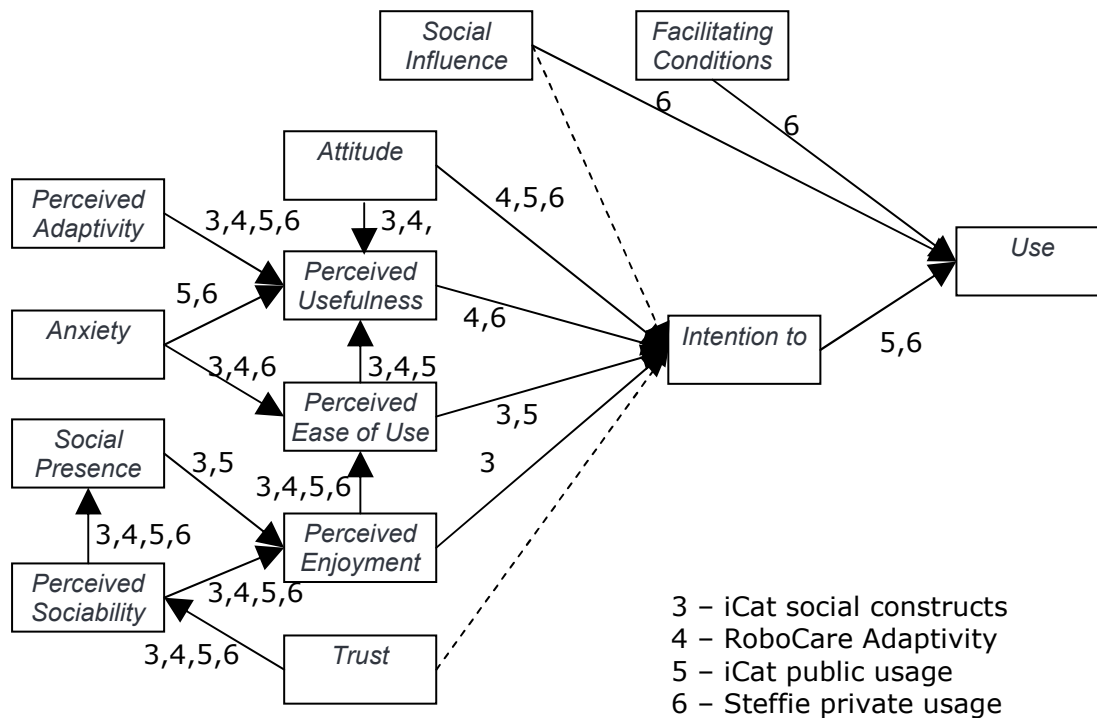 Social
Influence
Facilitating
Conditions
6
6
Attitude
Perceived
Adaptivity
3,4,5,6
3,4,
4,5,6
Use
Perceived
Usefulness
5,6
4,6
Anxiety
Intention to
5,6
3,4,6
3,4,5
Perceived
Ease of Use
3,5
Social
Presence
3,5
3
3,4,5,6
Perceived
Enjoyment
3,4,5,6
Perceived
Sociability
3,4,5,6
3,4,5,6
Trust
3 – iCat social constructs
4 – RoboCare Adaptivity
5 – iCat public usage
6 – Steffie private usage